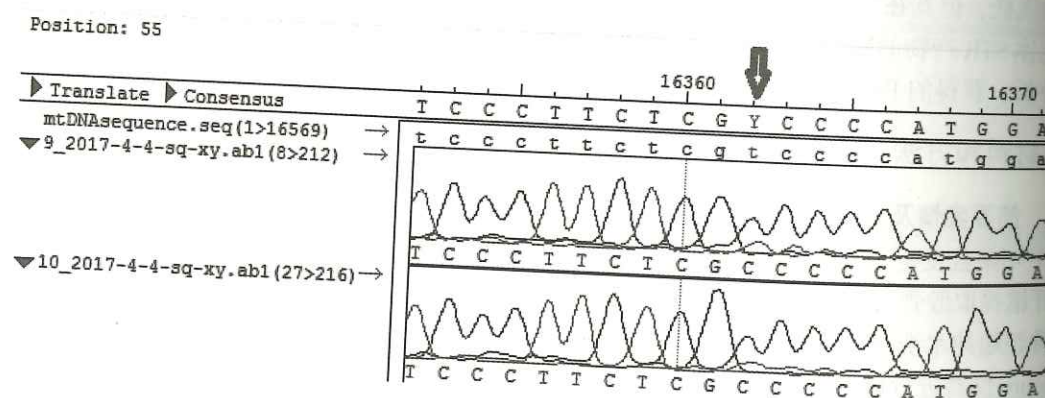 Position: 55
16360 16370
Translate Consensus T C C C T T C T C G Y C C C C A T G G A
mtDNAsequence.seq(1>16569) → t c c c t t c t c g t c c c c a t g g a
9_2017-4-4-sq-xy.ab1(8>212) →
T C C C T T C T C G C C C C C A T G G A
10_2017-4-4-sq-xy.ab1(27>216) →
T C C C T T C T C G C C C C C A T G G A